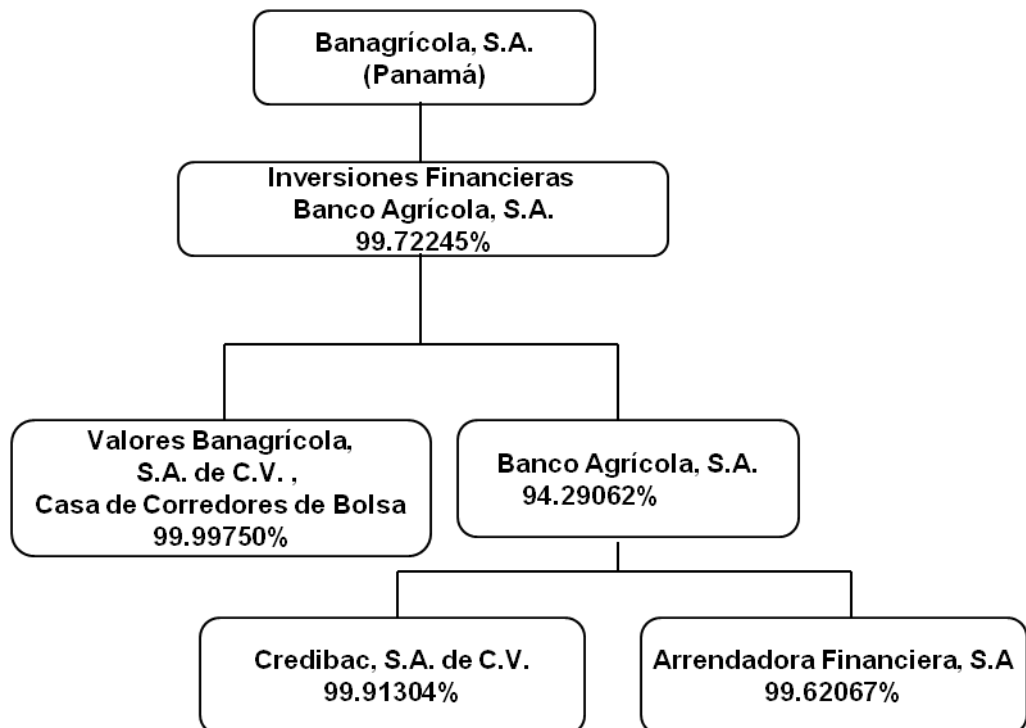 Banagrícola, S.A.
(Panamá)
Inversiones Financieras
Banco Agrícola, S.A.
99.72245%
Valores Banagrícola,
S.A. de C.V. ,
Casa de Corredores de Bolsa
99.99750%
Banco Agrícola, S.A.
94.29062%
Credibac, S.A. de C.V.
99.91304%
Arrendadora Financiera, S.A
99.62067%